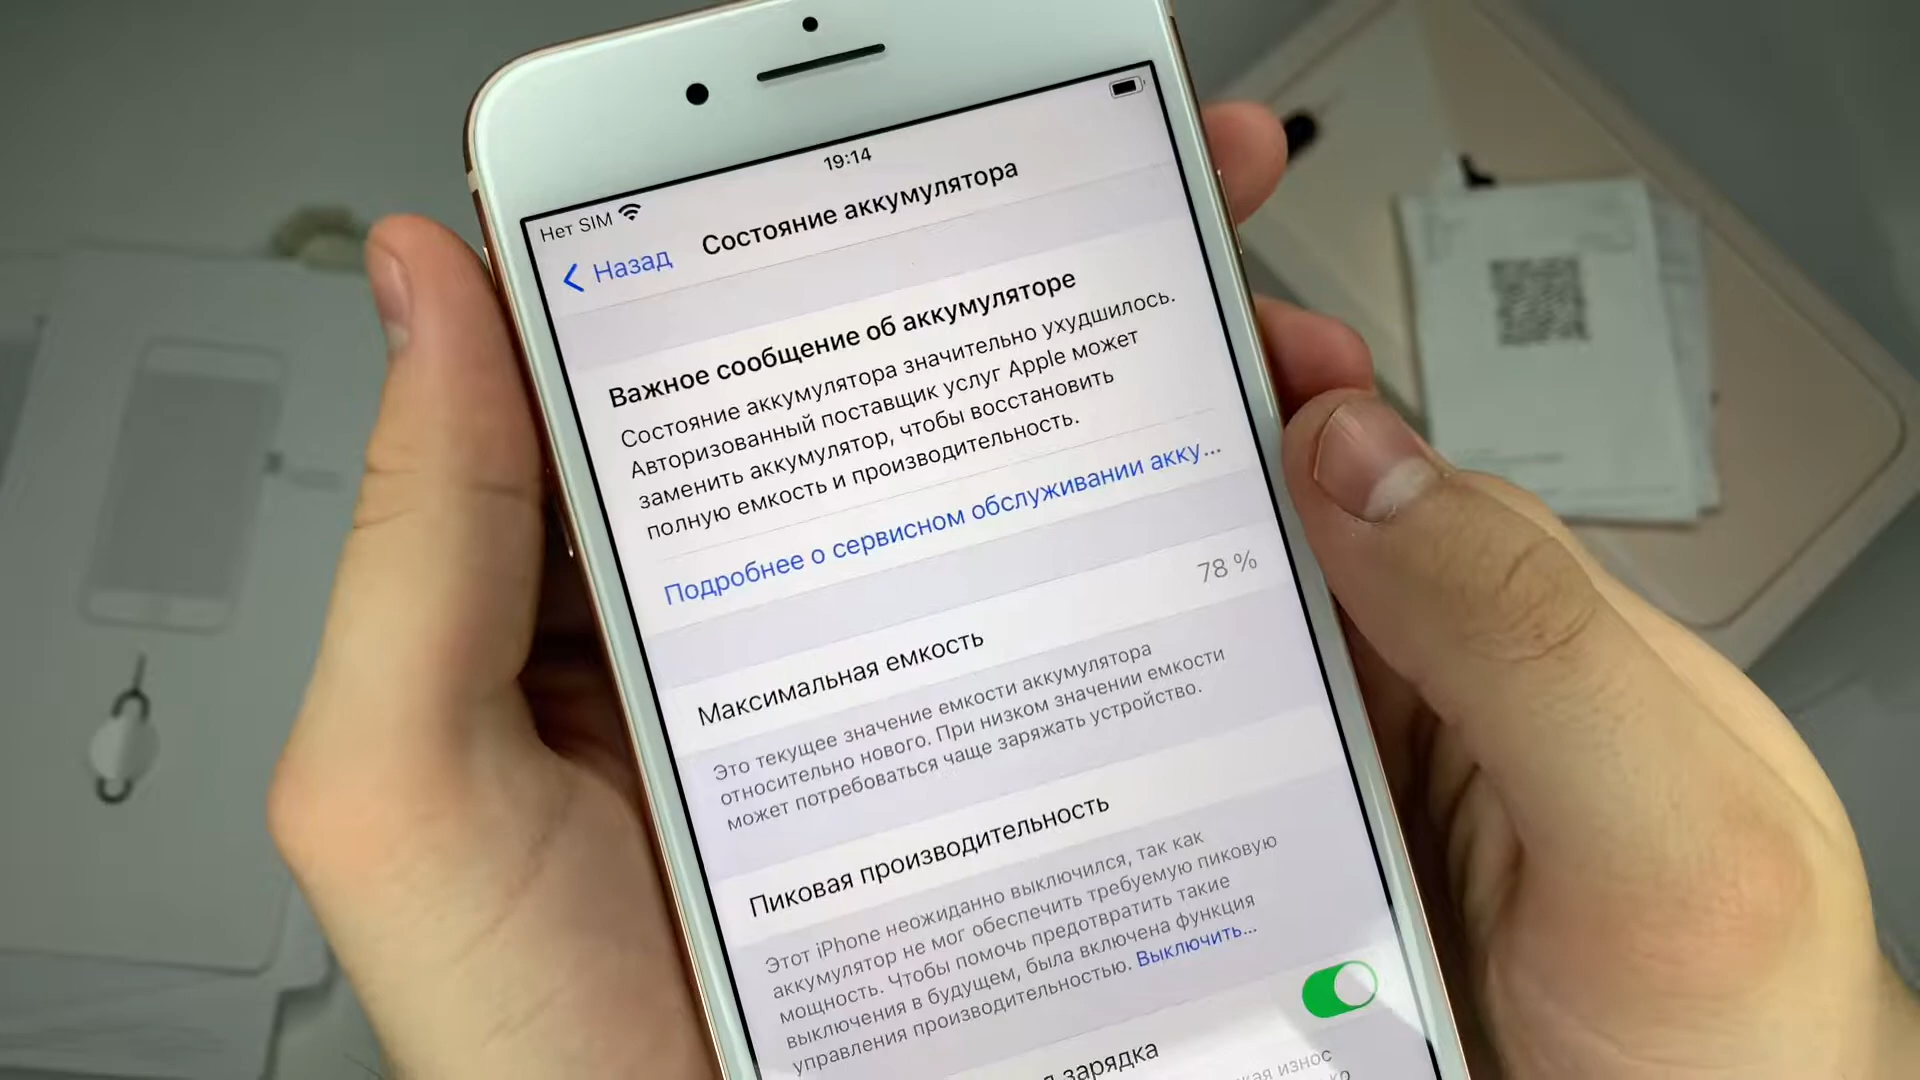 19:14
Нет SIM
Назад
Состояние аккумулятора
Важное сообщение об аккумуляторе
Состояние аккумулятора значительно ухудшилось.
Авторизованный поставщик услуг Apple может
заменить аккумулятор, чтобы восстановить
полную емкость и производительность.
Подробнее о сервисном обслуживании акку...
Максимальная емкость
78 %
Это текущее значение емкости аккумулятора
относительно нового. При низком значении емкости
может потребоваться чаще заряжать устройство.
Пиковая производительность
Этот iPhone неожиданно выключился, так как
аккумулятор не мог обеспечить требуемую пиковую
мощность. Чтобы помочь предотвратить такие
выключения в будущем, была включена функция
управления производительностью. Выключить...
зарядка
износ